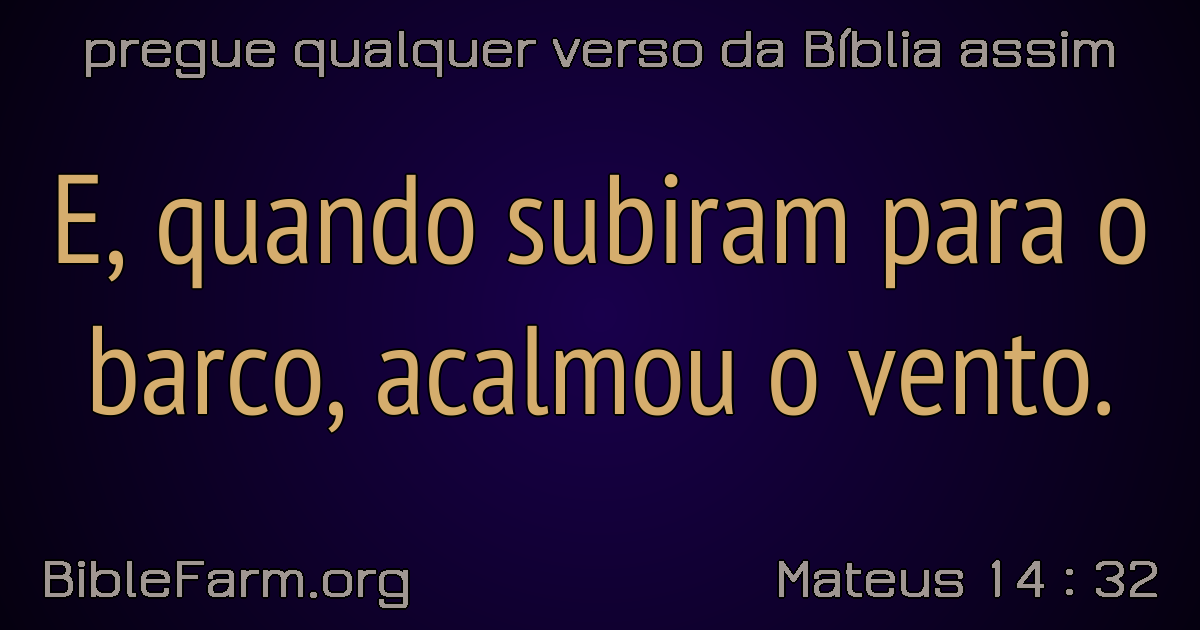 pregue qualquer verso da Bíblia assim
E, quando subiram para o
barco, acalmou o vento.
BibleFarm.org
Mateus 14 : 32